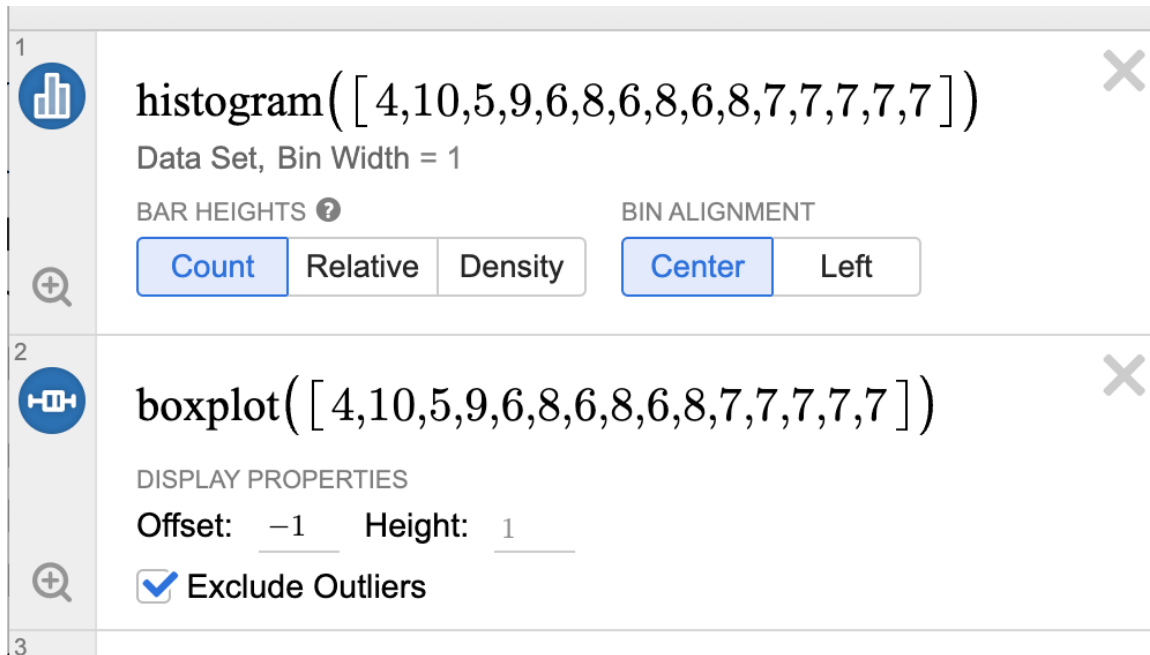 1
histogram([4,10,5,9,6,8,6,8,6,8,7,7,7,7,7])
Data Set, Bin Width = 1
BAR HEIGHTS ? BIN ALIGNMENT
Count Relative Density Center Left
2
boxplot([4,10,5,9,6,8,6,8,6,8,7,7,7,7,7])
DISPLAY PROPERTIES
Offset: −1 Height: 1
Exclude Outliers
3